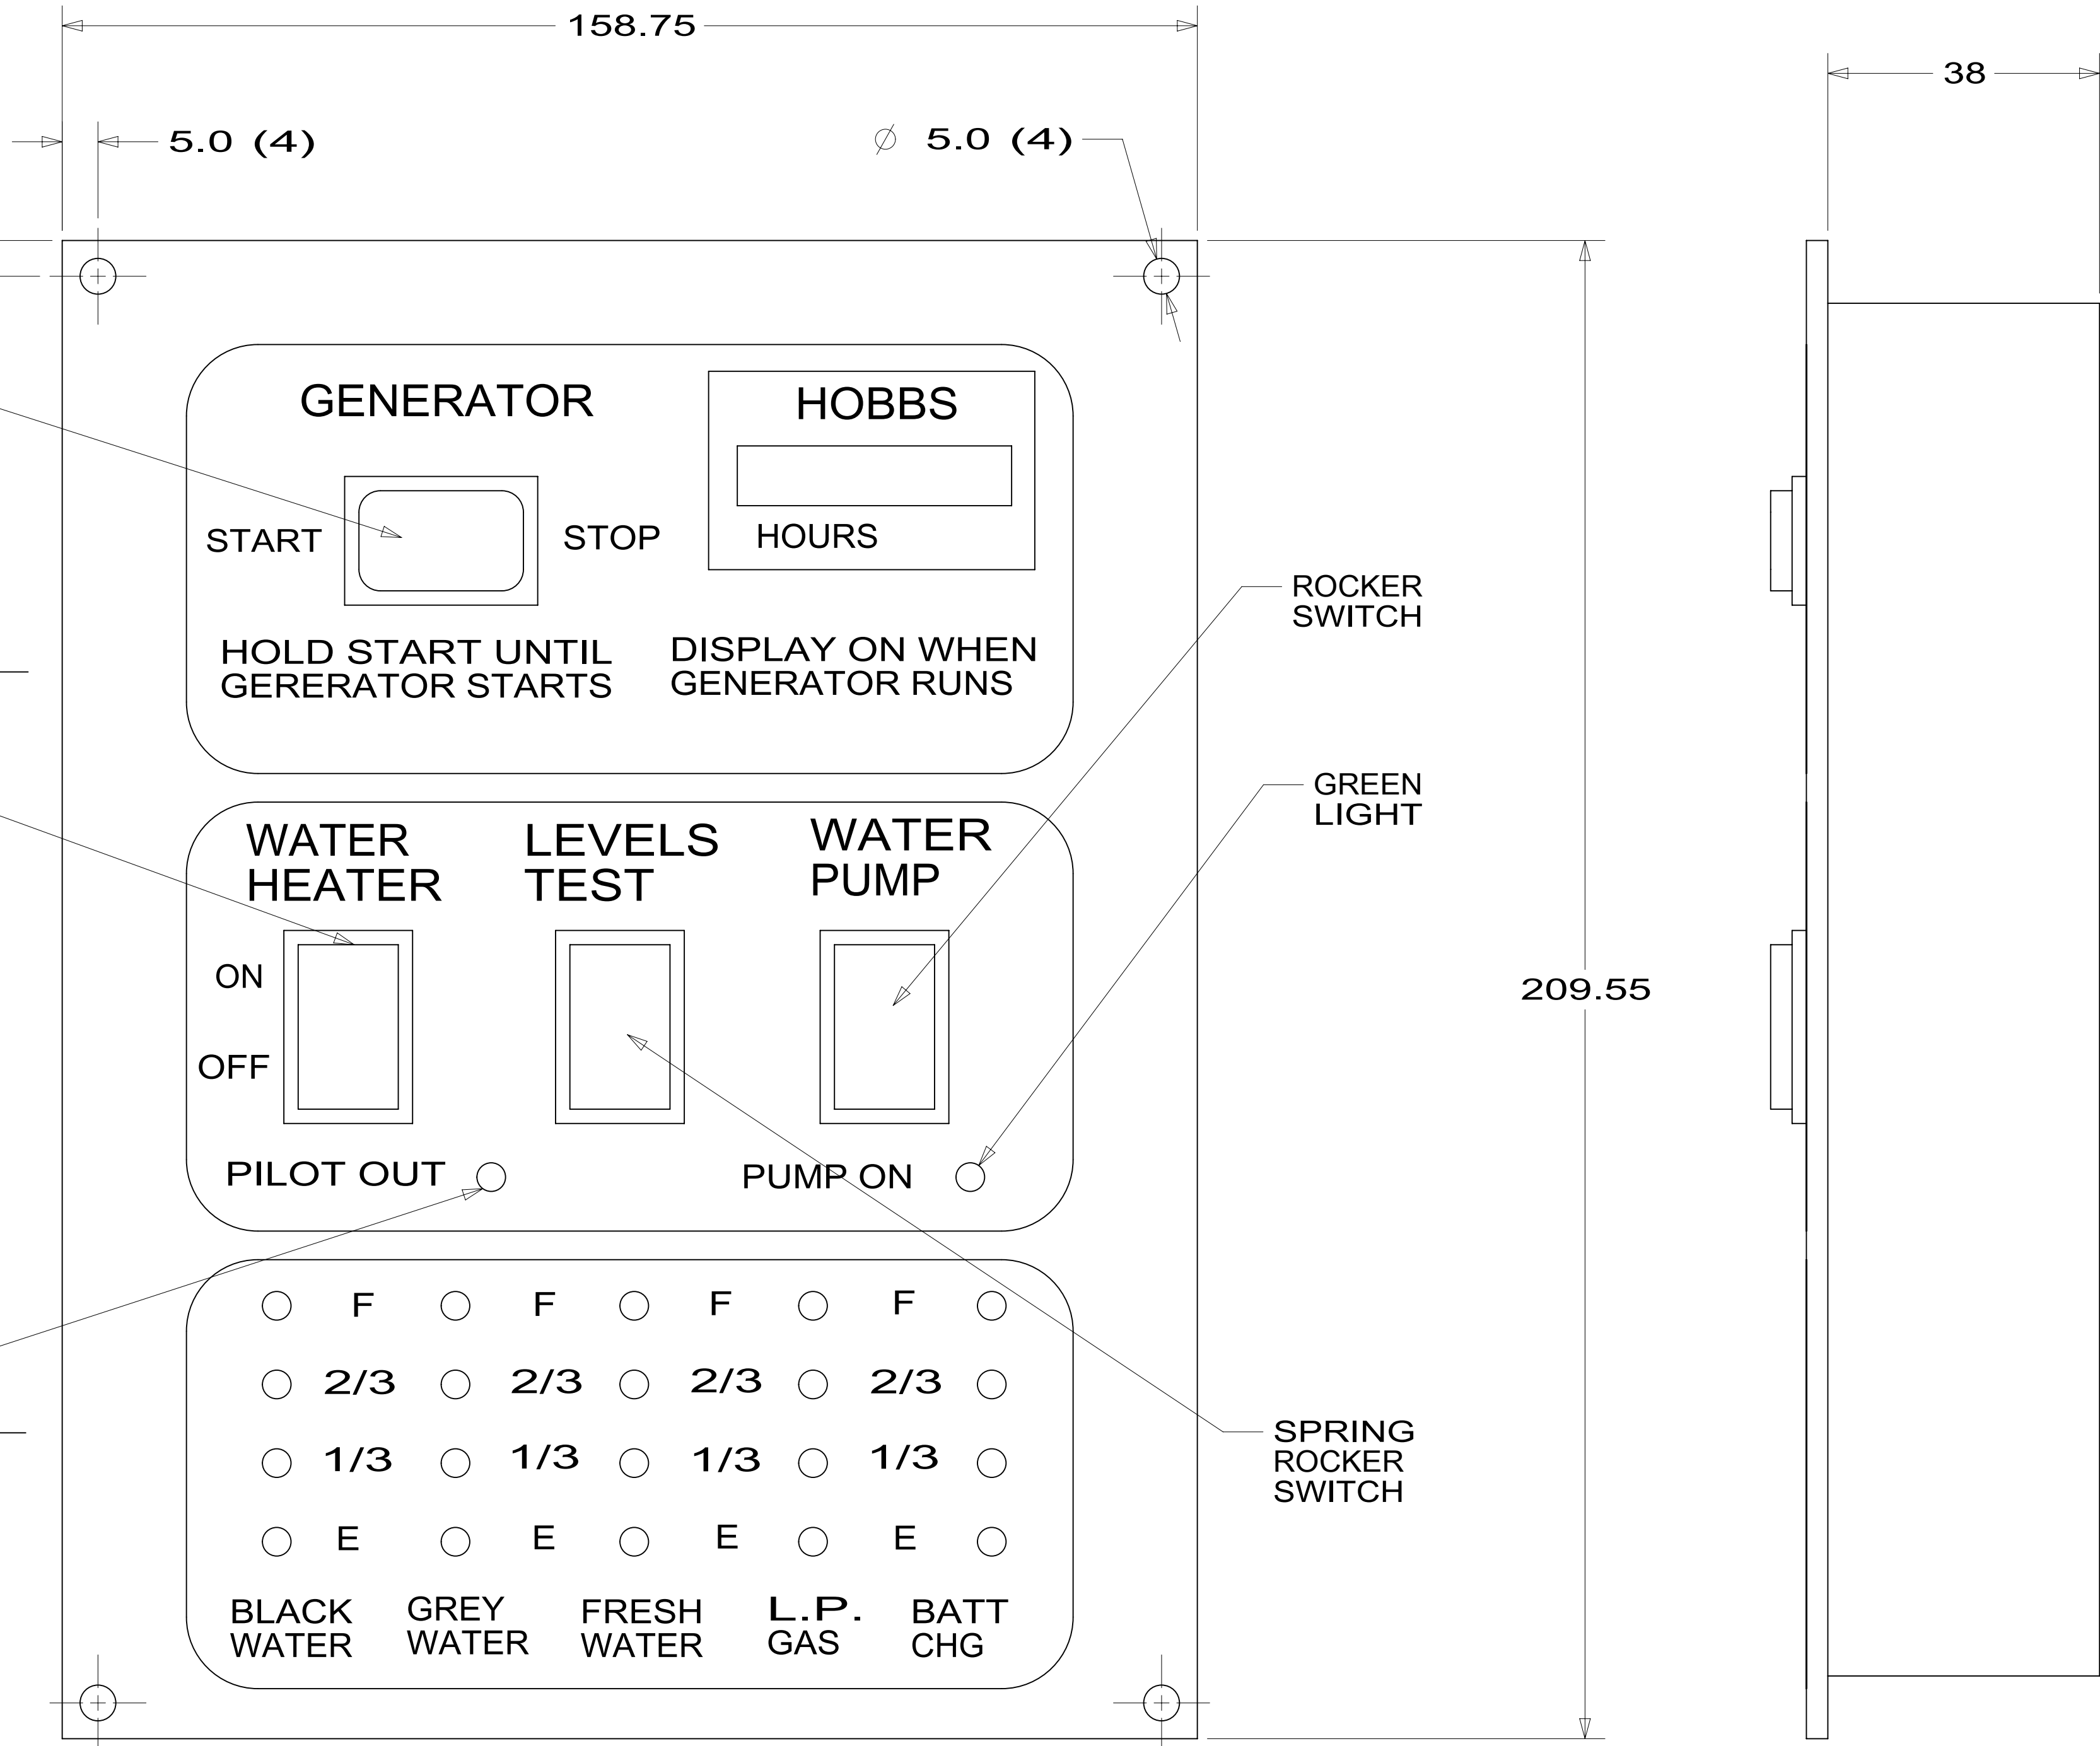 158.75
38
5.0 (4)
⌀ 5.0 (4)
GENERATOR
HOBBS
START
STOP
HOURS
HOLD START UNTIL
GERERATOR STARTS
DISPLAY ON WHEN
GENERATOR RUNS
ROCKER
SWITCH
GREEN
LIGHT
WATER
HEATER
LEVELS
TEST
WATER
PUMP
ON
OFF
209.55
PILOT OUT
PUMP ON
F F F F
2/3 2/3 2/3 2/3
1/3 1/3 1/3 1/3
E E E E
SPRING
ROCKER
SWITCH
BLACK
WATER
GREY
WATER
FRESH
WATER
L.P.
GAS
BATT
CHG